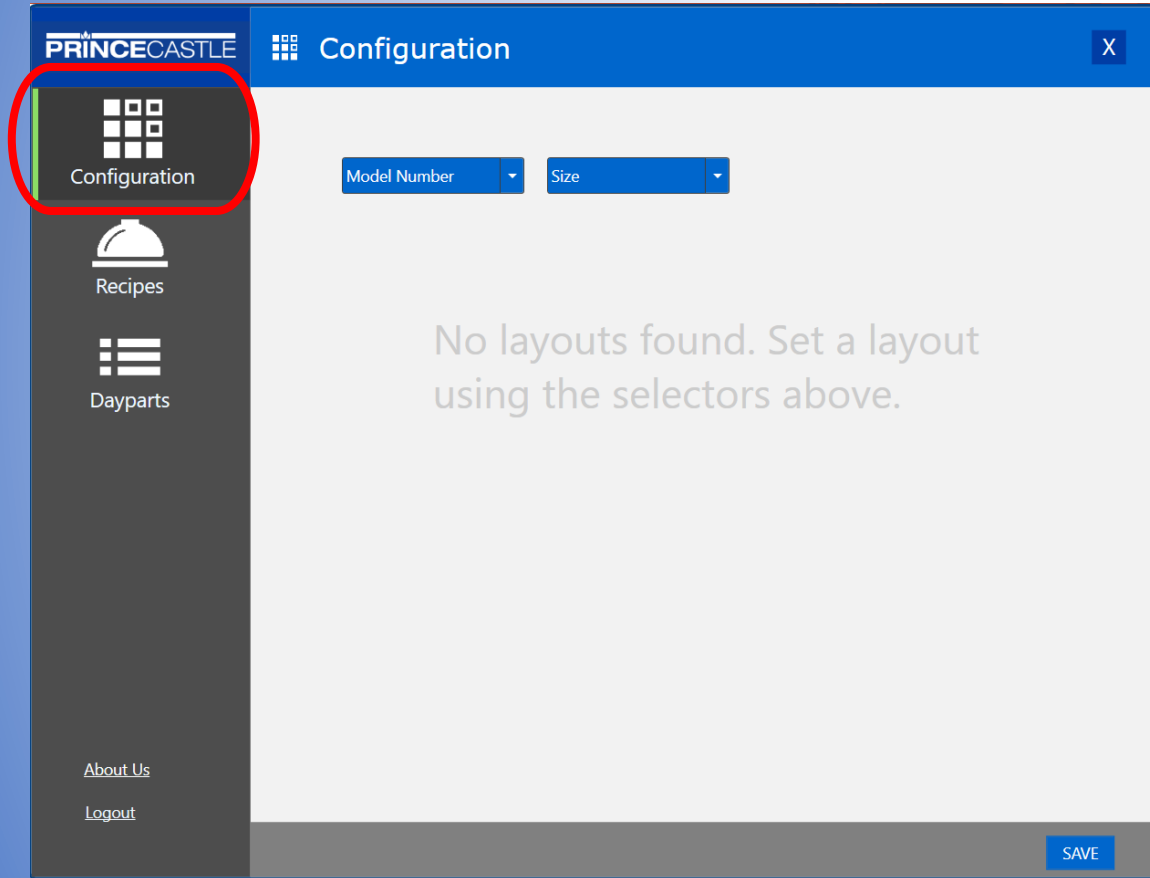 PRINCECASTLE
Configuration
X
Configuration
Model Number
Size
Recipes
No layouts found. Set a layout
using the selectors above.
Dayparts
About Us
Logout
SAVE